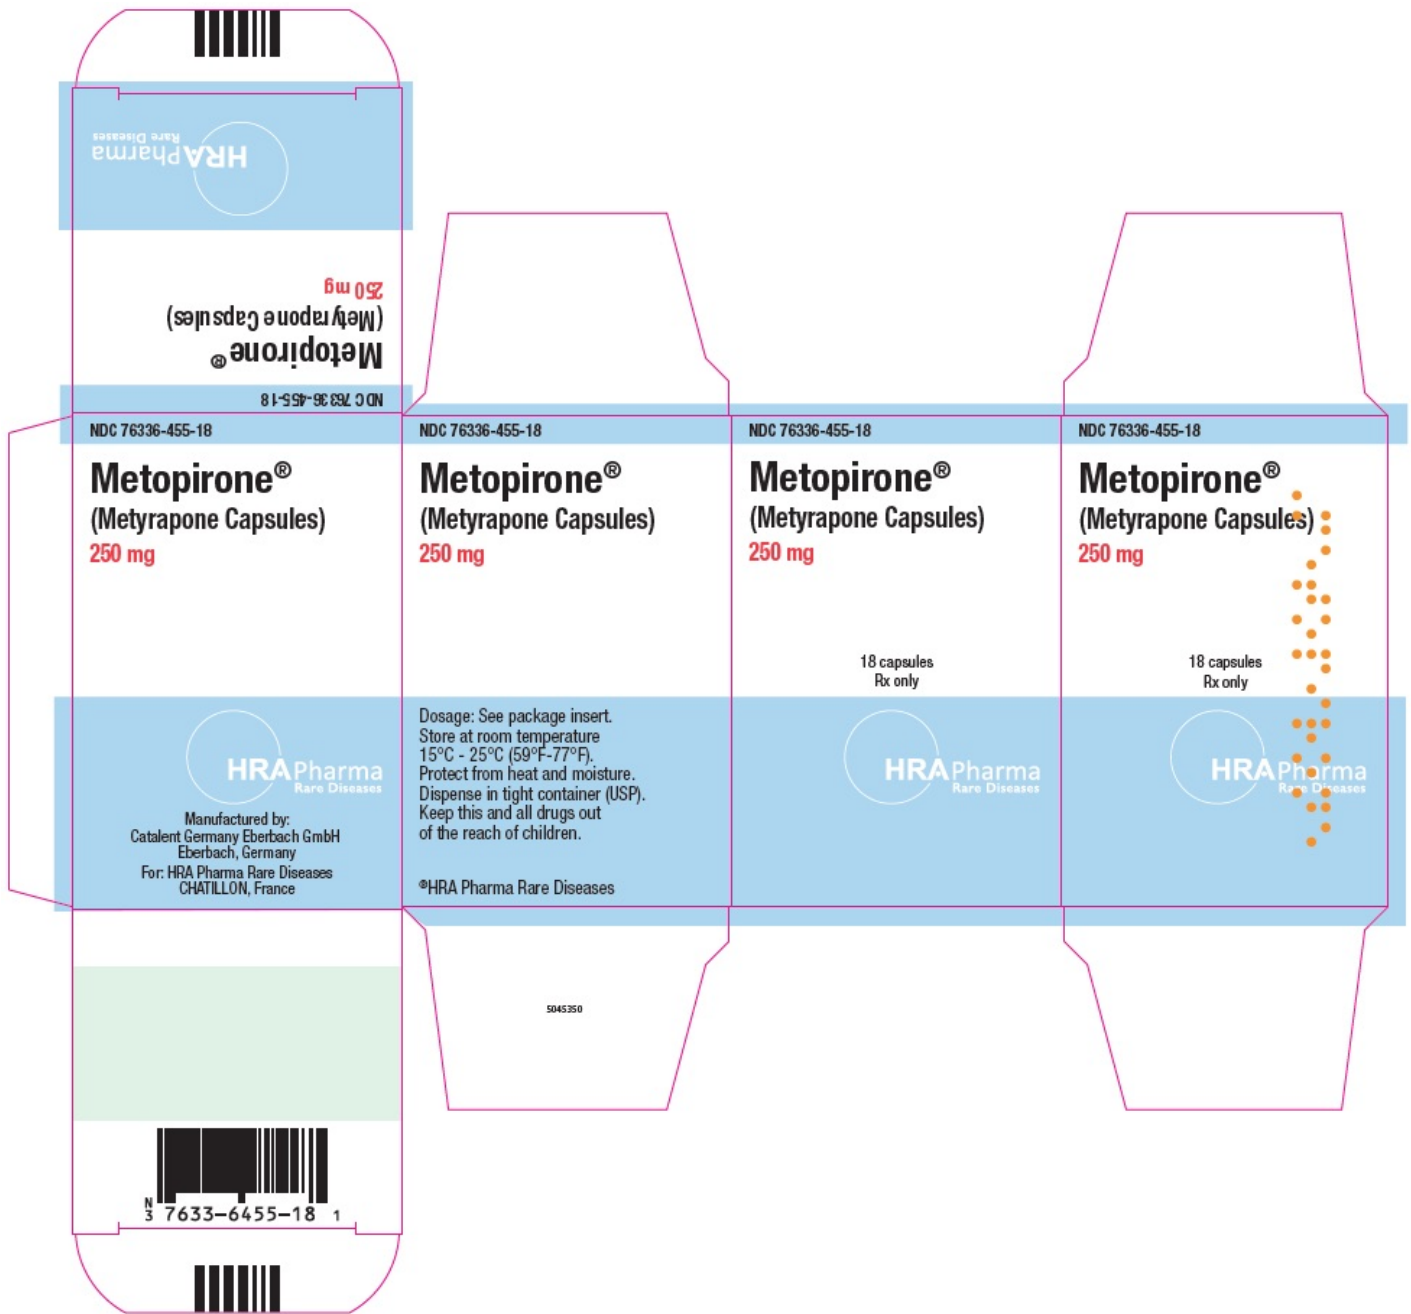 HRA Pharma
Rare Diseases
250 mg
(Metyrapone Capsules)
Metopirone®
NDC 76336-455-18
NDC 76336-455-18
Metopirone®
(Metyrapone Capsules)
250 mg
HRA Pharma
Rare Diseases
Manufactured by:
Catalent Germany Eberbach GmbH
Eberbach, Germany
For: HRA Pharma Rare Diseases
CHATILLON, France
NDC 76336-455-18
Metopirone®
(Metyrapone Capsules)
250 mg
Dosage: See package insert.
Store at room temperature
15°C - 25°C (59°F-77°F).
Protect from heat and moisture.
Dispense in tight container (USP).
Keep this and all drugs out
of the reach of children.
®HRA Pharma Rare Diseases
NDC 76336-455-18
Metopirone®
(Metyrapone Capsules)
250 mg
18 capsules
Rx only
HRA Pharma
Rare Diseases
NDC 76336-455-18
Metopirone®
(Metyrapone Capsules)
250 mg
18 capsules
Rx only
HRA Pharma
Rare Diseases
5045350
N
3 7633-6455-18 1